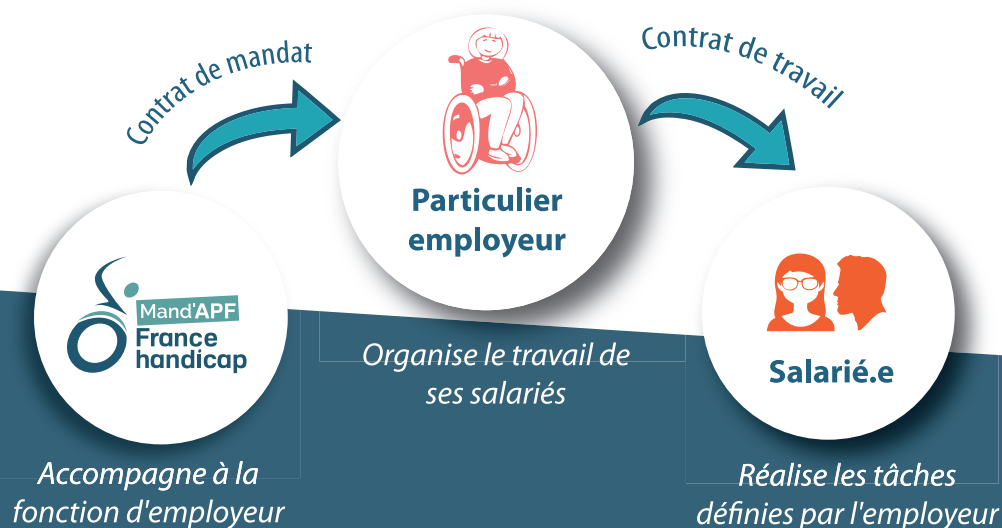 Contrat de mandat
Contrat de travail
Particulier
employeur
Mand'APF
France
handicap
Salarié.e
Organise le travail de
ses salariés
Accompagne à la
fonction d'employeur
Réalise les tâches
définies par l'employeur